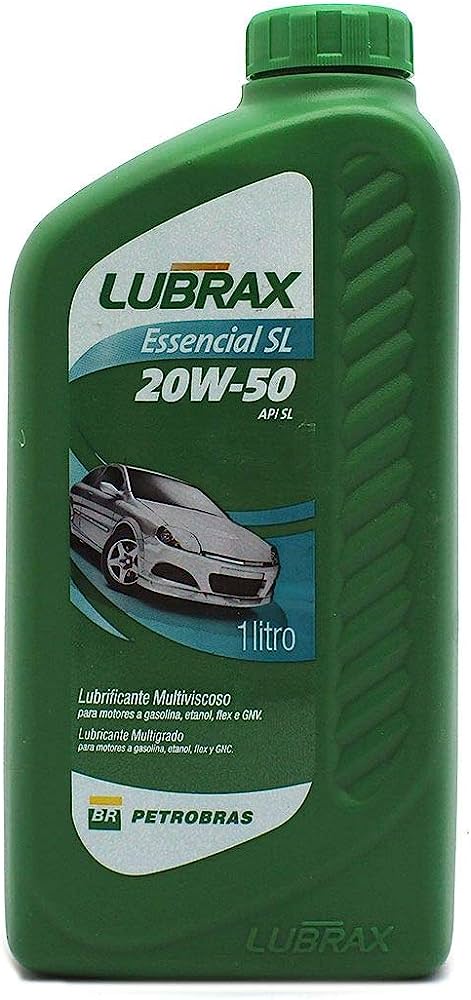 LUBRAX
Essencial SL
20W-50
API SL
1 litro
Lubrificante Multiviscoso
para motores a gasolina, etanol, flex e GNV.
Lubricante Multigrado
para motores a gasolina, etanol, flex y GNC.
BR PETROBRAS
LUBRAX